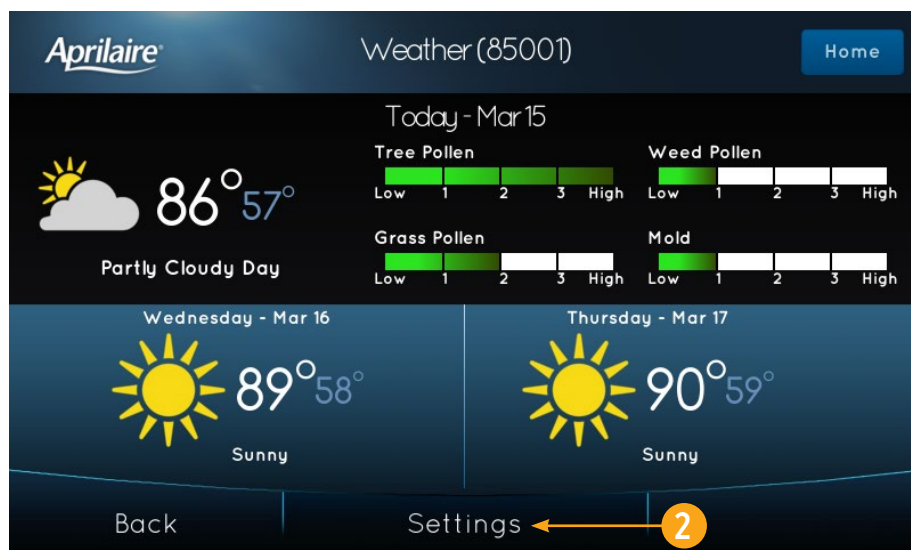 Aprilaire
Weather (85001)
Home
Today - Mar 15
86° 57°
Partly Cloudy Day
Tree Pollen
Low 1 2 3 High
Weed Pollen
Low 1 2 3 High
Grass Pollen
Low 1 2 3 High
Mold
Low 1 2 3 High
Wednesday - Mar 16
89° 58°
Sunny
Thursday - Mar 17
90° 59°
Sunny
Back
Settings
2